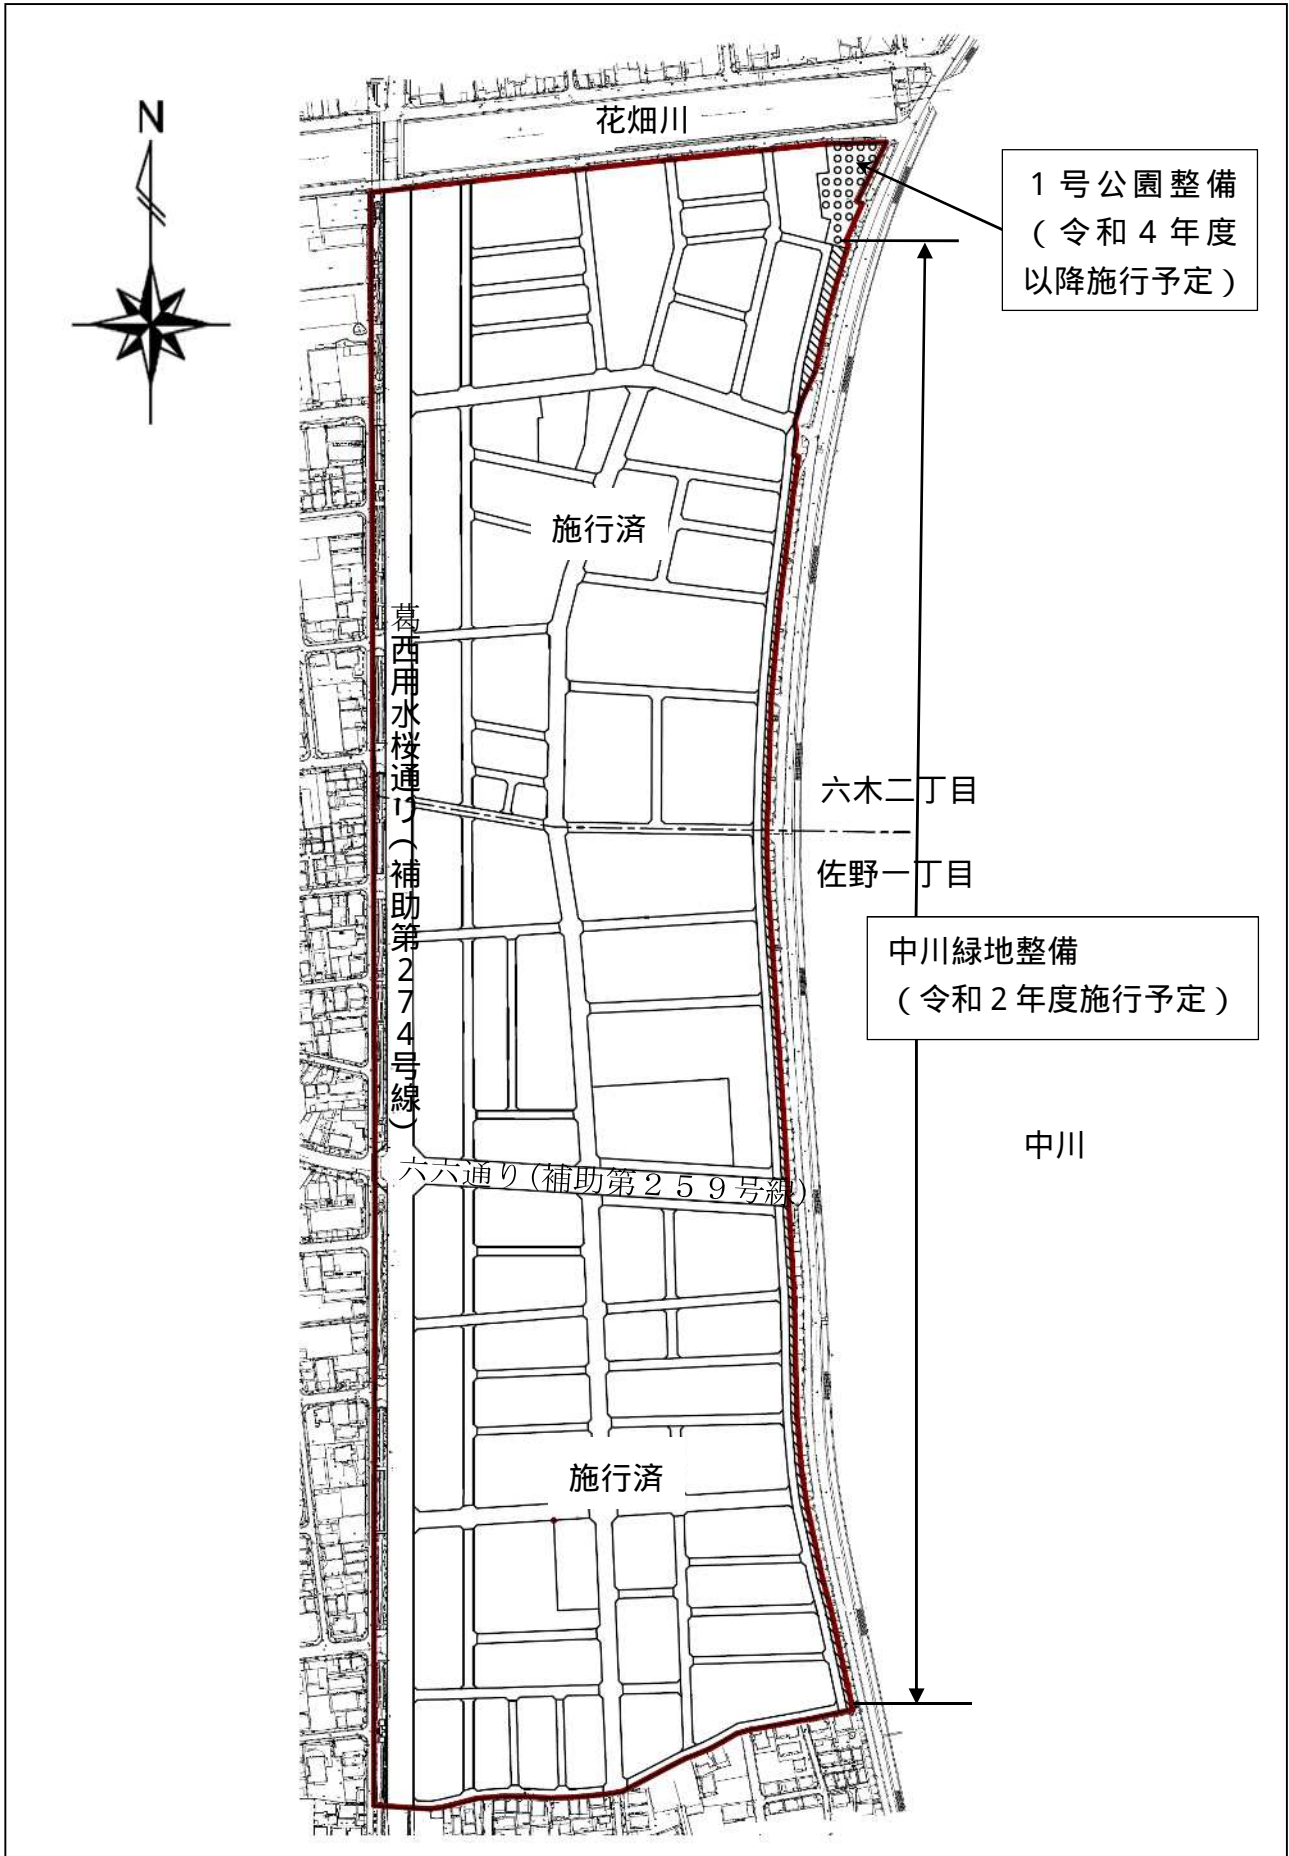 N
花畑川
1号公園整備
(令和4年度
以降施行予定)
施行済
葛西用水桜通り(補助第274号線)
六木二丁目
佐野一丁目
中川緑地整備
(令和2年度施行予定)
中川
六六通り(補助第259号線)
施行済